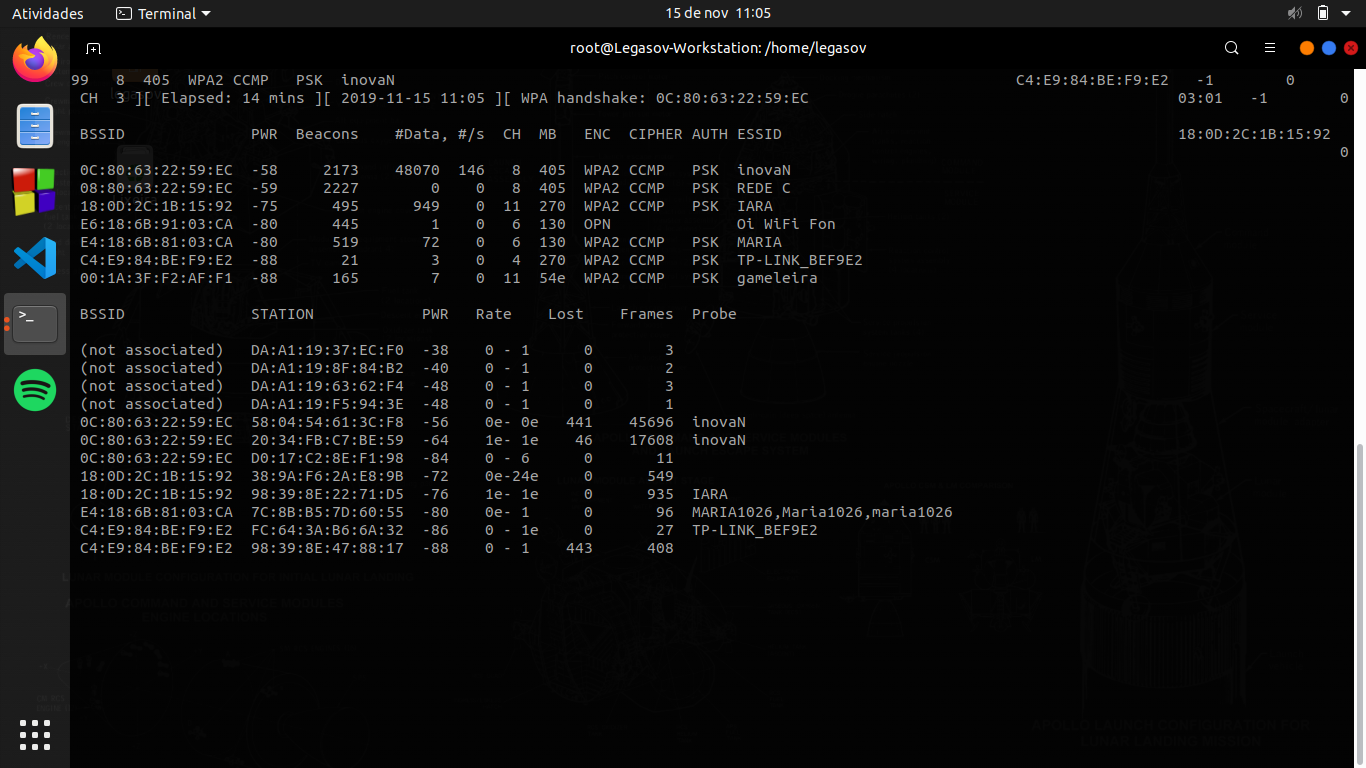 Atividades Terminal 15 de nov 11:05
root@Legasov-Workstation: /home/legasov
99 8 405 WPA2 CCMP PSK inovaN C4:E9:84:BE:F9:E2 -1 0
CH 3 ][ Elapsed: 14 mins ][ 2019-11-15 11:05 ][ WPA handshake: 0C:80:63:22:59:EC 03:01 -1 0
BSSID PWR Beacons #Data, #/s CH MB ENC CIPHER AUTH ESSID 18:0D:2C:1B:15:92
0
0C:80:63:22:59:EC -58 2173 48070 146 8 405 WPA2 CCMP PSK inovaN
08:80:63:22:59:EC -59 2227 0 0 8 405 WPA2 CCMP PSK REDE C
18:0D:2C:1B:15:92 -75 495 949 0 11 270 WPA2 CCMP PSK IARA
E6:18:6B:91:03:CA -80 445 1 0 6 130 OPN Oi WiFi Fon
E4:18:6B:81:03:CA -80 519 72 0 6 130 WPA2 CCMP PSK MARIA
C4:E9:84:BE:F9:E2 -88 21 3 0 4 270 WPA2 CCMP PSK TP-LINK_BEF9E2
00:1A:3F:F2:AF:F1 -88 165 7 0 11 54e WPA2 CCMP PSK gameleira
BSSID STATION PWR Rate Lost Frames Probe
(not associated) DA:A1:19:37:EC:F0 -38 0 - 1 0 3
(not associated) DA:A1:19:8F:84:B2 -40 0 - 1 0 2
(not associated) DA:A1:19:63:62:F4 -48 0 - 1 0 3
(not associated) DA:A1:19:F5:94:3E -48 0 - 1 0 1
0C:80:63:22:59:EC 58:04:54:61:3C:F8 -56 0e- 0e 441 45696 inovaN
0C:80:63:22:59:EC 20:34:FB:C7:BE:59 -64 1e- 1e 46 17608 inovaN
0C:80:63:22:59:EC D0:17:C2:8E:F1:98 -84 0 - 6 0 11
18:0D:2C:1B:15:92 38:9A:F6:2A:E8:9B -72 0e-24e 0 549
18:0D:2C:1B:15:92 98:39:8E:22:71:D5 -76 1e- 1e 0 935 IARA
E4:18:6B:81:03:CA 7C:8B:B5:7D:60:55 -80 0e- 1 0 96 MARIA1026,Maria1026,maria1026
C4:E9:84:BE:F9:E2 FC:64:3A:B6:6A:32 -86 0 - 1e 0 27 TP-LINK_BEF9E2
C4:E9:84:BE:F9:E2 98:39:8E:47:88:17 -88 0 - 1 443 408
APOLLO LAUNCH CONFIGURATION FOR
LUNAR LANDING MISSION